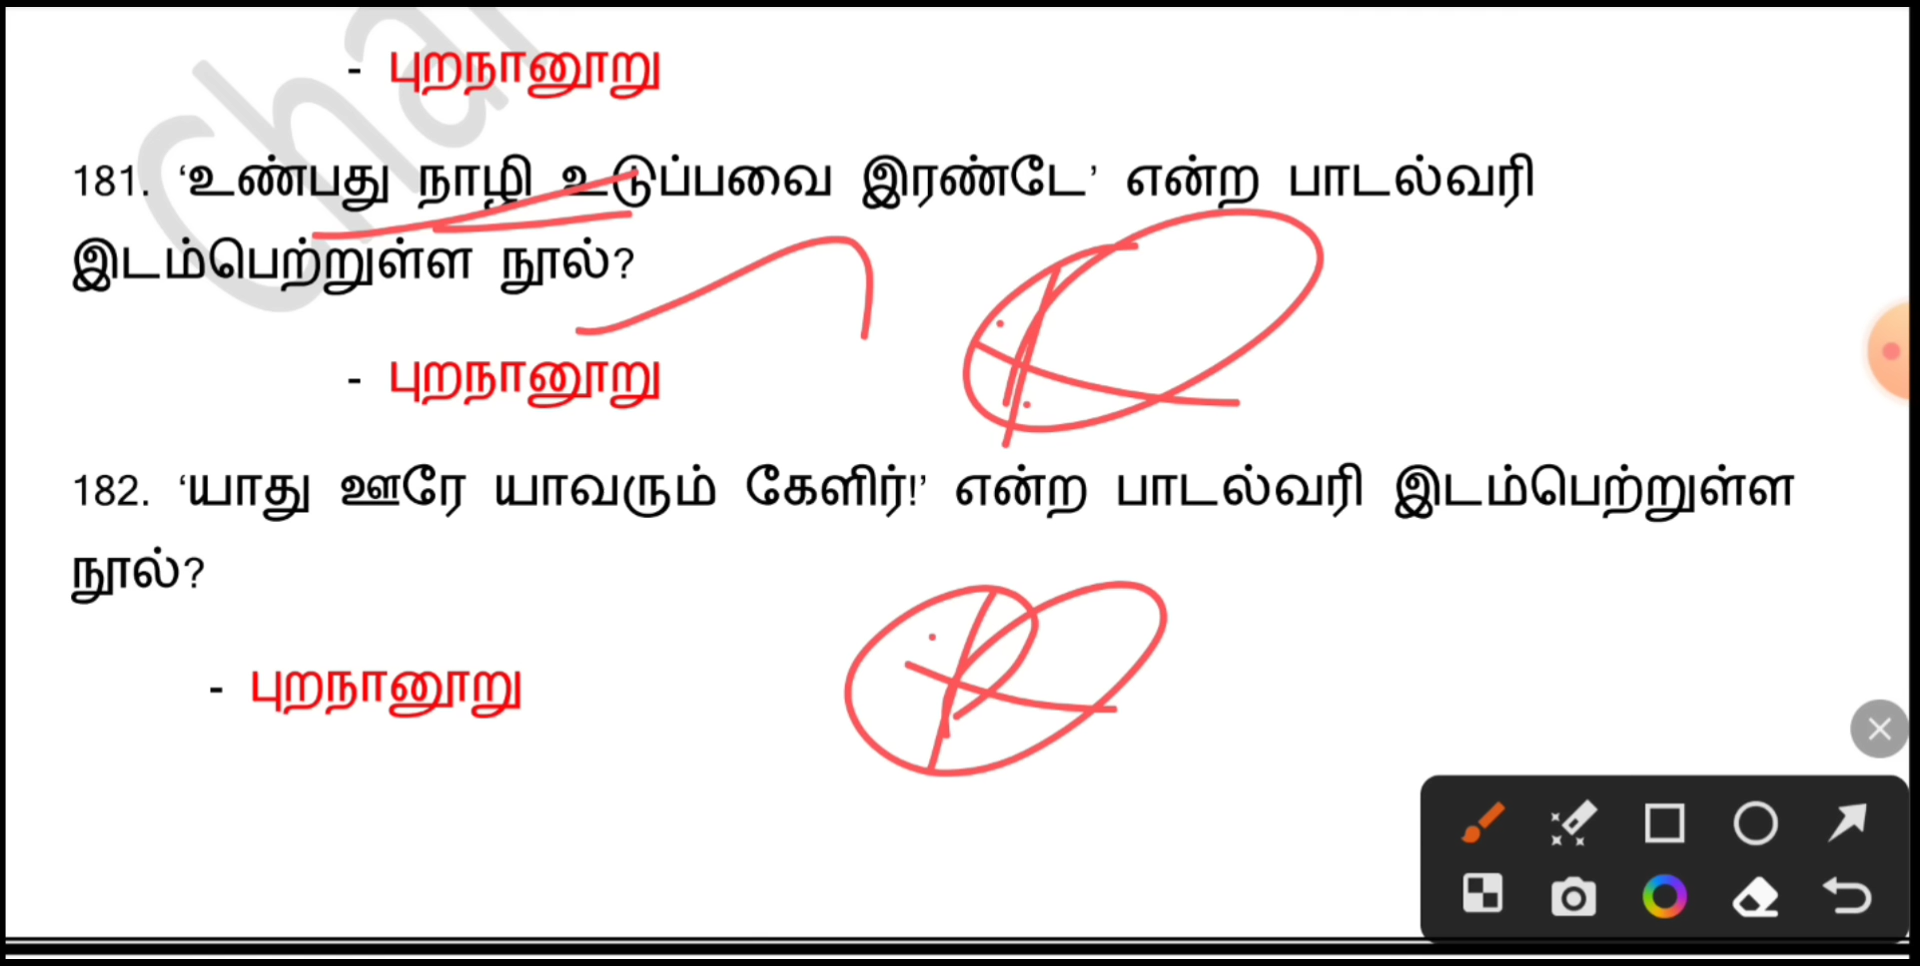 - புறநானூறு
181. ‘உண்பது நாழி உடுப்பவை இரண்டே’ என்ற பாடல்வரி
இடம்பெற்றுள்ள நூல்?
- புறநானூறு
182. ‘யாது ஊரே யாவரும் கேளிர்!’ என்ற பாடல்வரி இடம்பெற்றுள்ள
நூல்?
- புறநானூறு